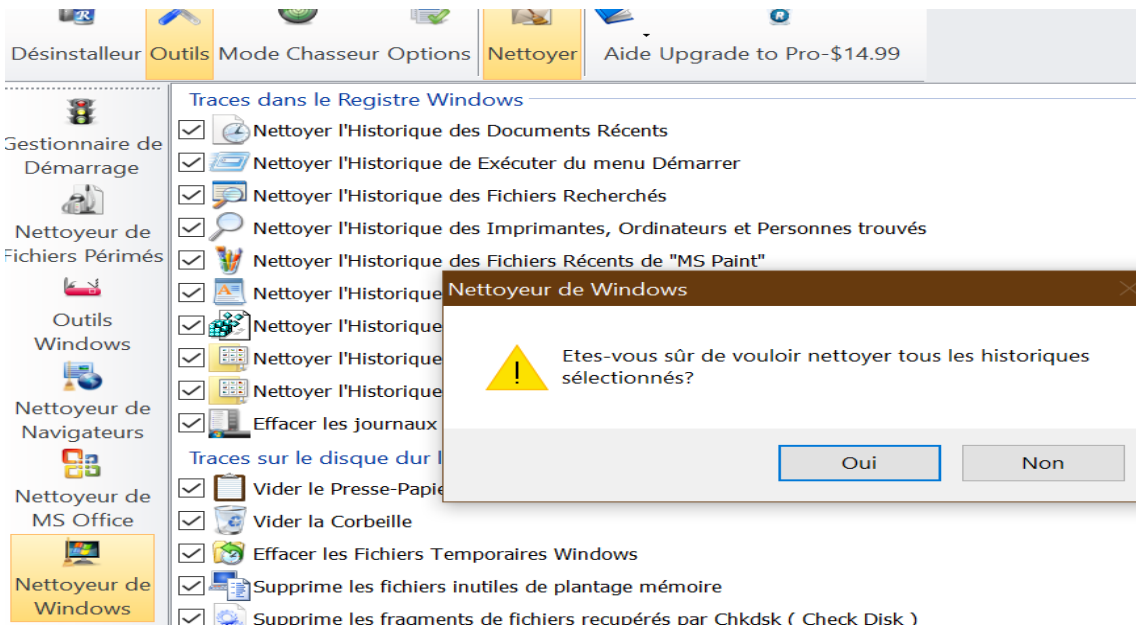 Désinstalleur Outils Mode Chasseur Options Nettoyer Aide Upgrade to Pro-$14.99
Gestionnaire de
Démarrage
Nettoyeur de
Fichiers Périmés
Outils
Windows
Nettoyeur de
Navigateurs
Nettoyeur de
MS Office
Nettoyeur de
Windows
Traces dans le Registre Windows
Nettoyer l'Historique des Documents Récents
Nettoyer l'Historique de Exécuter du menu Démarrer
Nettoyer l'Historique des Fichiers Recherchés
Nettoyer l'Historique des Imprimantes, Ordinateurs et Personnes trouvés
Nettoyer l'Historique des Fichiers Récents de "MS Paint"
Nettoyer l'Historique
Nettoyer l'Historique
Nettoyer l'Historique
Nettoyer l'Historique
Effacer les journaux
Traces sur le disque dur
Vider le Presse-Papie
Vider la Corbeille
Effacer les Fichiers Temporaires Windows
Supprime les fichiers inutiles de plantage mémoire
Supprime les fragments de fichiers recupérés par Chkdsk ( Check Disk )
Nettoyeur de Windows
Etes-vous sûr de vouloir nettoyer tous les historiques
sélectionnés?
Oui
Non